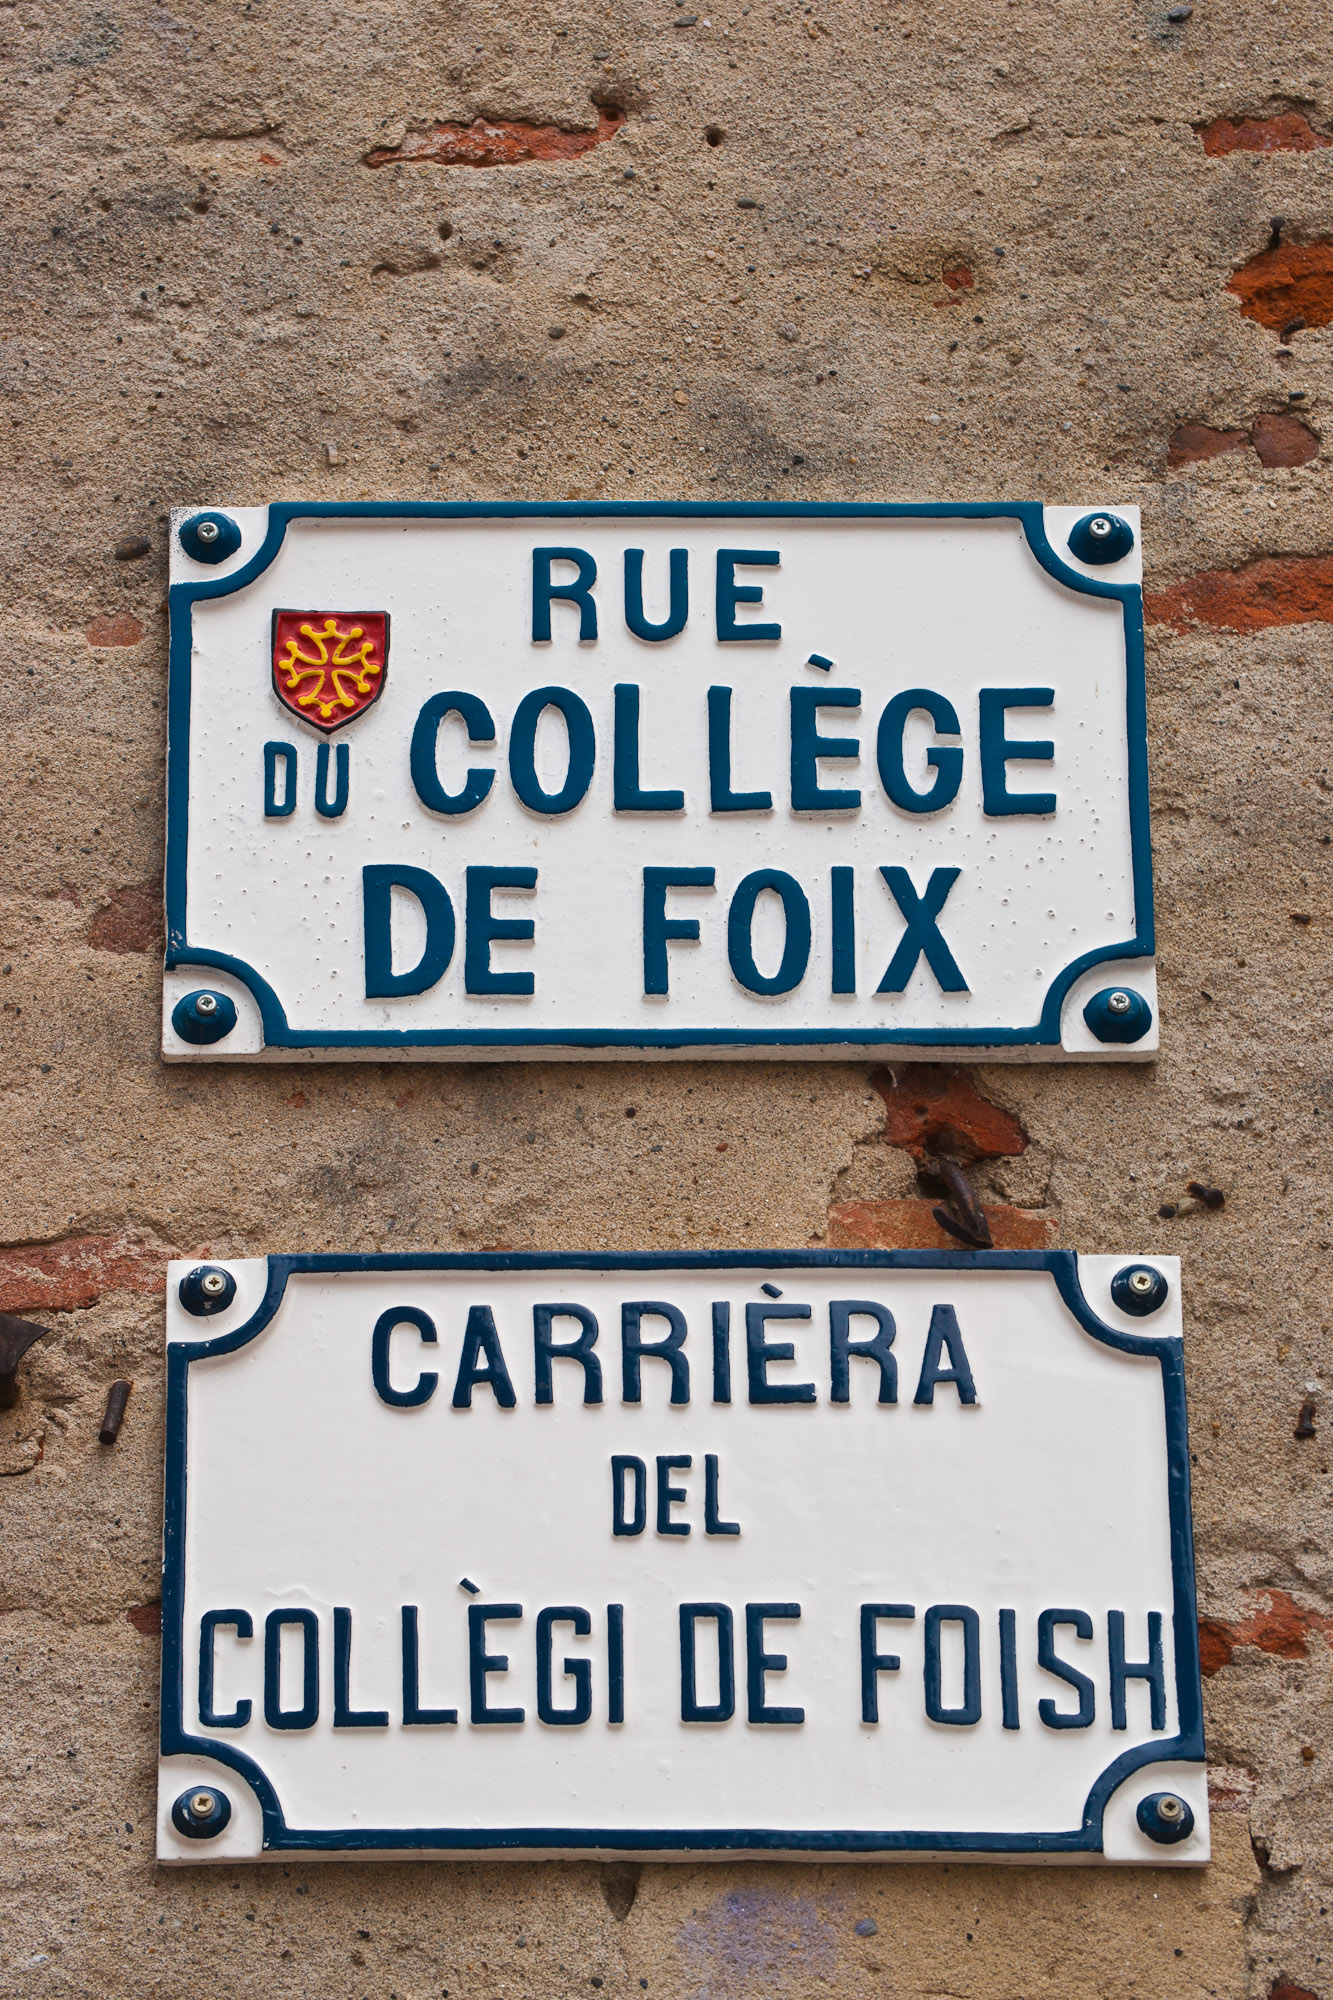 RUE
DU COLLÈGE
DE FOIX
CARRIÈRA
DEL
COLLÈGI DE FOISH